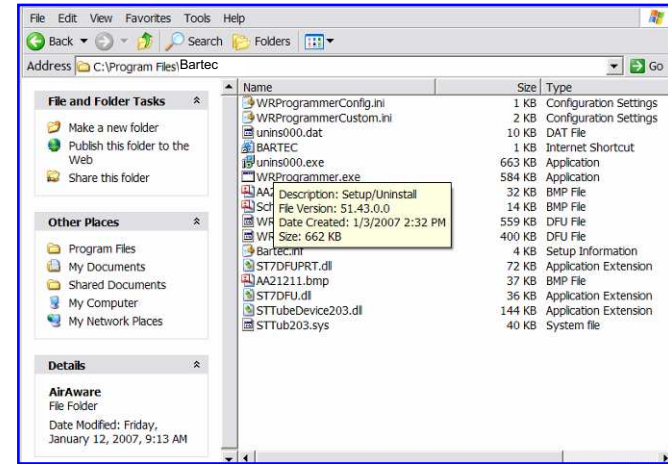 File Edit View Favorites Tools Help
Back Search Folders
Address C:\Program Files\Bartec Go
File and Folder Tasks
Make a new folder
Publish this folder to the
Web
Share this folder
Other Places
Program Files
My Documents
Shared Documents
My Computer
My Network Places
Details
AirAware
File Folder
Date Modified: Friday,
January 12, 2007, 9:13 AM
Name Size Type
WRProgrammerConfig.ini 1 KB Configuration Settings
WRProgrammerCustom.ini 2 KB Configuration Settings
unins000.dat 10 KB DAT File
BARTEC 1 KB Internet Shortcut
unins000.exe 663 KB Application
WRProgrammer.exe 584 KB Application
AA2 32 KB BMP File
Sch 14 KB BMP File
WR 559 KB DFU File
WR 400 KB DFU File
Bartec.inf 4 KB Setup Information
ST7DFUPRT.dll 72 KB Application Extension
AA21211.bmp 37 KB BMP File
ST7DFU.dll 36 KB Application Extension
STTubeDevice203.dll 144 KB Application Extension
STTub203.sys 40 KB System file
Description: Setup/Uninstall
File Version: 51.43.0.0
Date Created: 1/3/2007 2:32 PM
Size: 662 KB